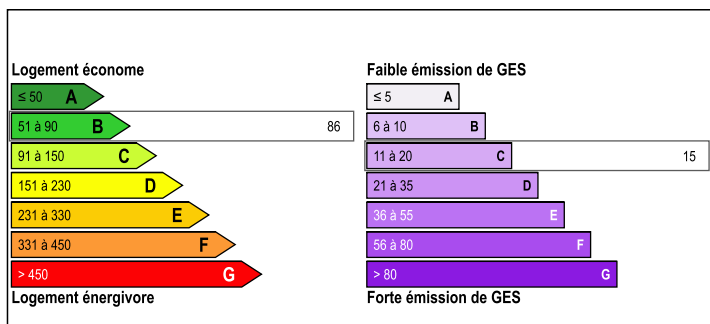 Logement économe
≤ 50 A
51 à 90 B 86
91 à 150 C
151 à 230 D
231 à 330 E
331 à 450 F
> 450 G
Logement énergivore
Faible émission de GES
≤ 5 A
6 à 10 B
11 à 20 C 15
21 à 35 D
36 à 55 E
56 à 80 F
> 80 G
Forte émission de GES